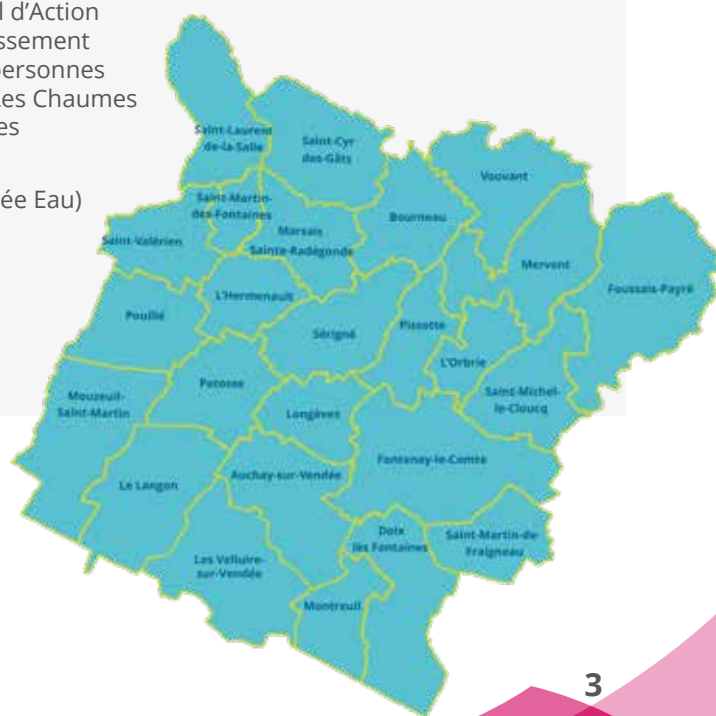 l d’Action
ssement
personnes
Les Chaumes
es
ée Eau)
Saint-Laurent
de-la-Salle
Saint-Cyr
des-Gâts
Vouvant
Saint-Martin-
des-Fontaines
Bourneau
Marsais
Sainte-Radégonde
Saint-Valérien
Mervent
Foussais-Payré
L'Hermenault
Pouillé
Sérigné
Pissotte
L'Orbrie
Petosse
Saint-Michel-
le-Cloucq
Mouzeuil-
Saint-Martin
Longèves
Fontenay-le-Comte
Auchay-sur-Vendée
Le Langon
Doix
lès Fontaines
Saint-Martin-de-
Fraigneau
Les Velluire-
sur-Vendée
Montreuil
3